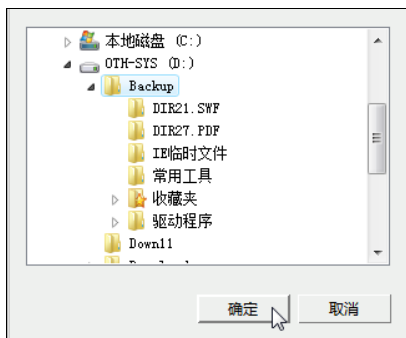 本地磁盘 (C:)
OTH-SYS (D:)
Backup
DIR21.SWF
DIR27.PDF
IE临时文件
常用工具
收藏夹
驱动程序
Down11
确定
取消